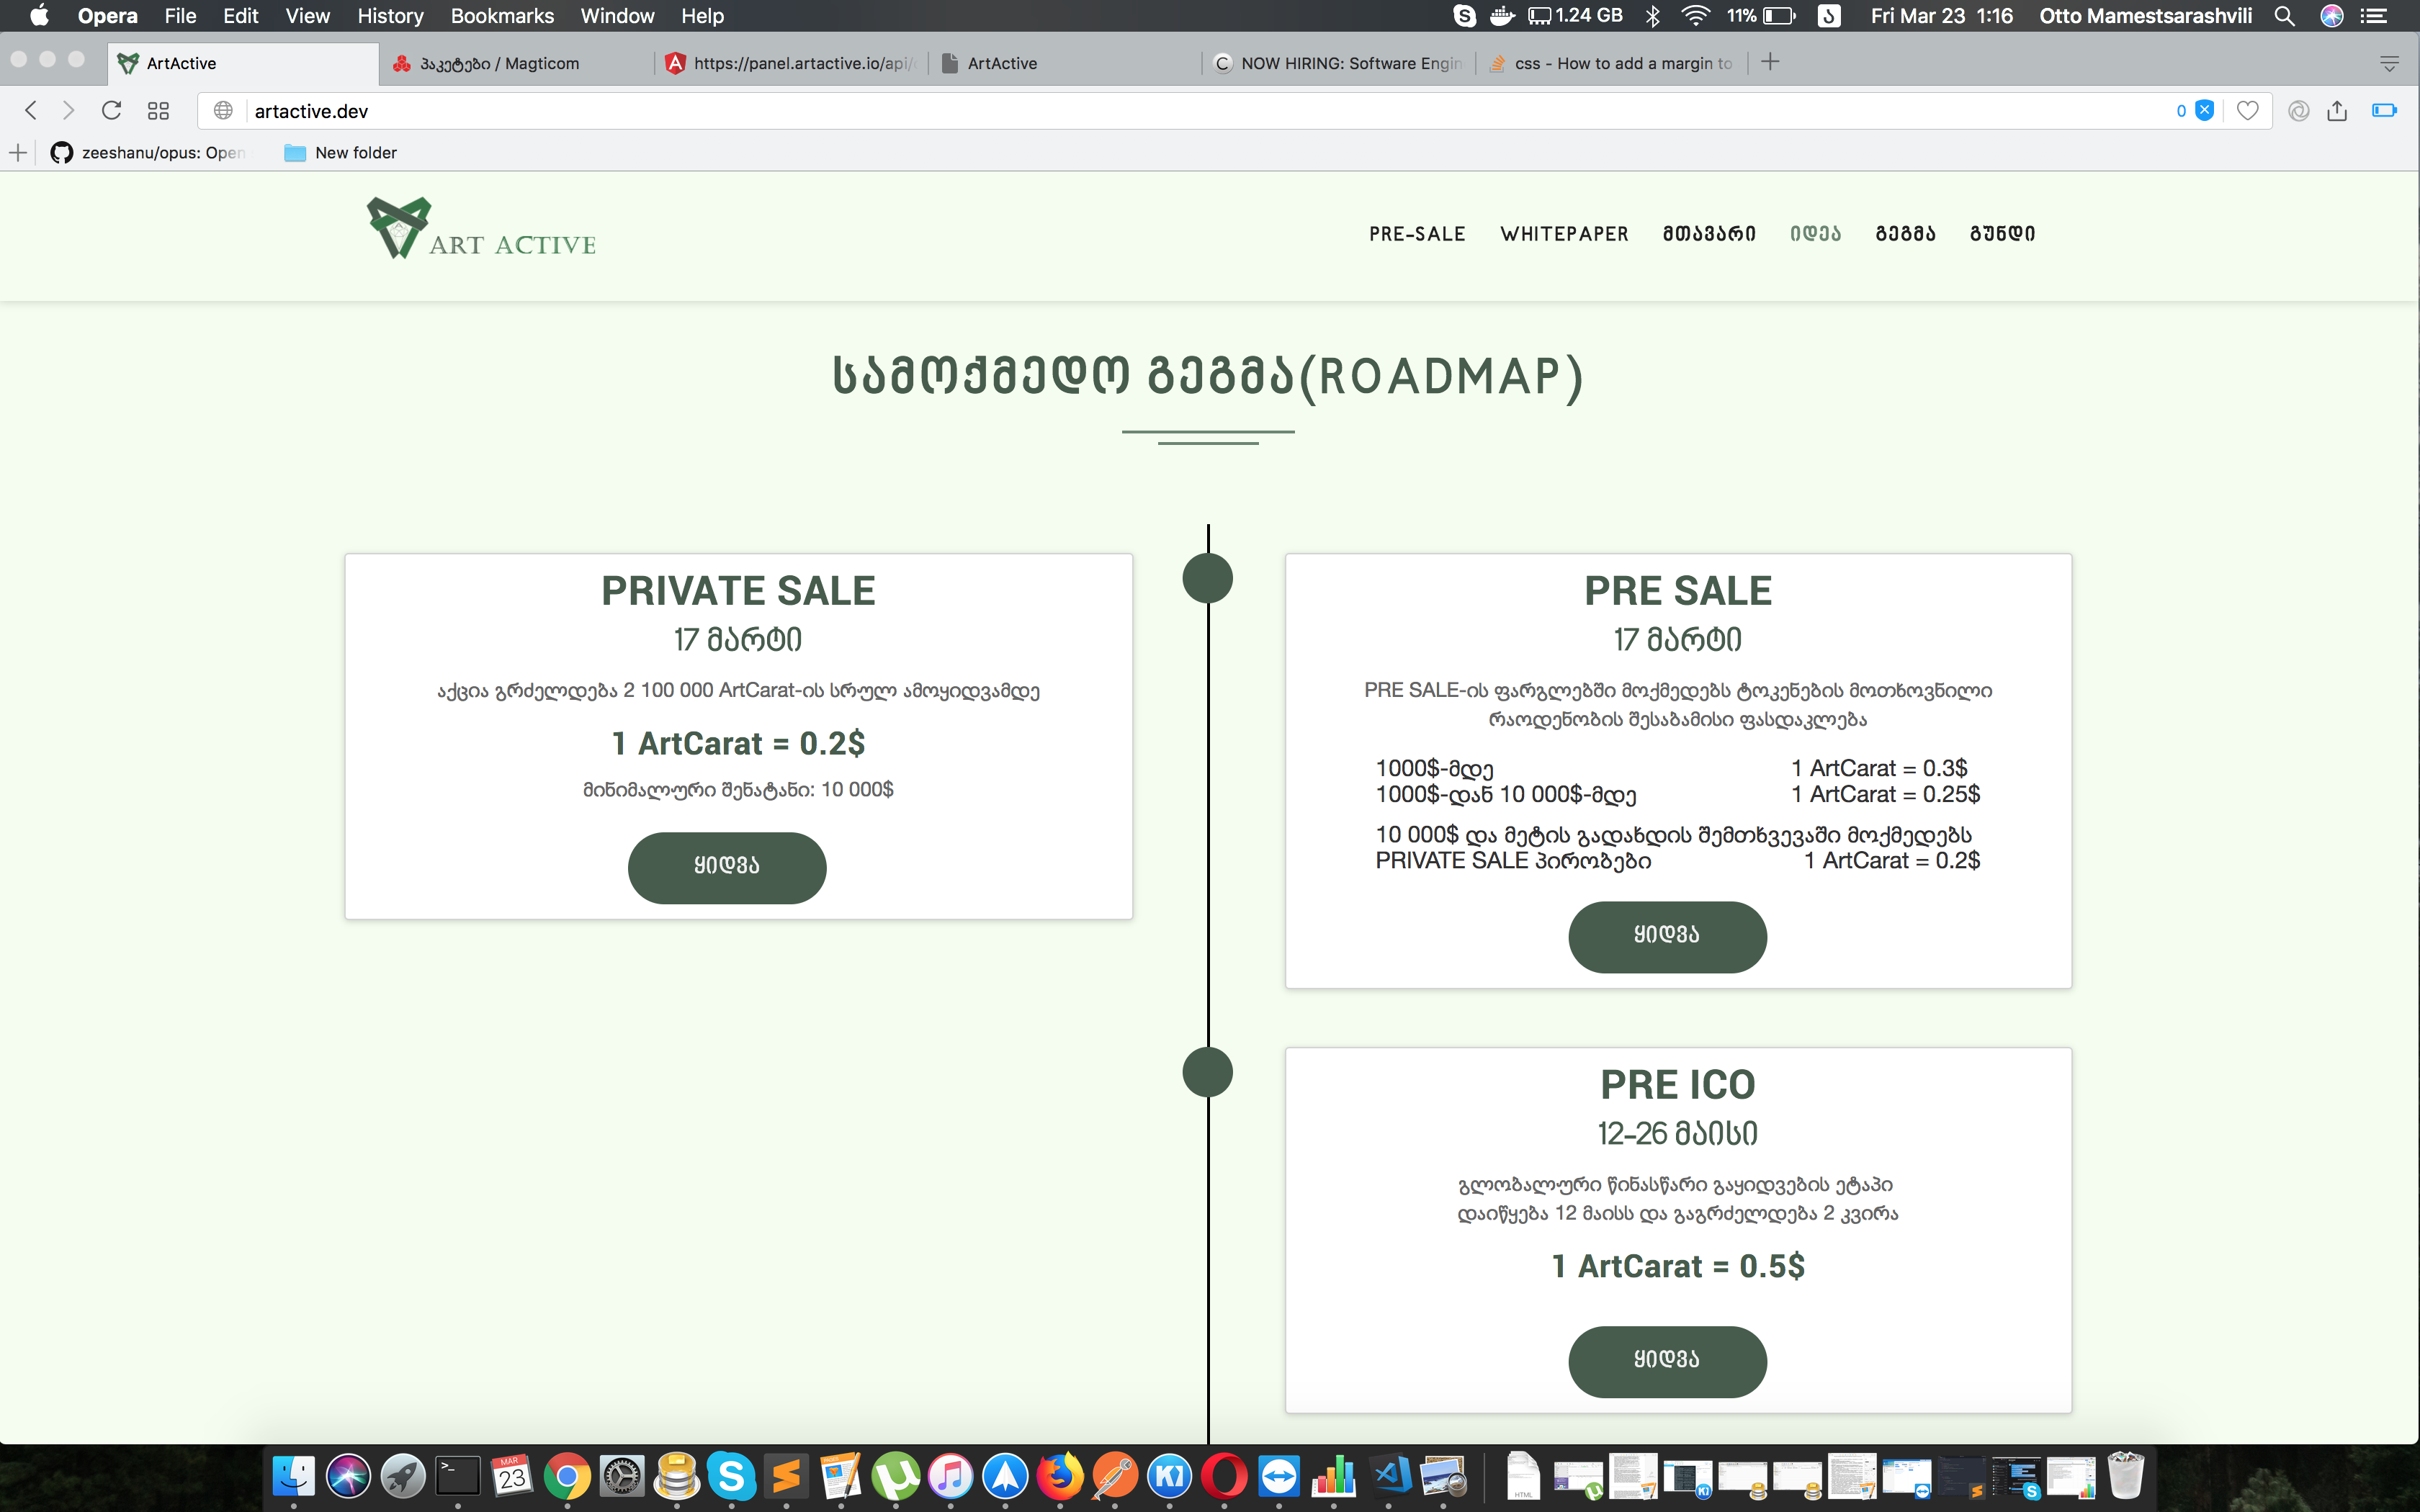 Opera File Edit View History Bookmarks Window Help 1.24 GB 11% Fri Mar 23 1:16 Otto Mamestsarashvili
ArtActive პაკეტები / Magticom https://panel.artactive.io/api/ ArtActive NOW HIRING: Software Engin css - How to add a margin to
artactive.dev 0
zeeshanu/opus: Open New folder
ART ACTIVE
PRE-SALE WHITEPAPER მთავარი იდეა გეგმა გუნდი
სამოქმედო გეგმა(ROADMAP)
PRIVATE SALE
17 მარტი
აქცია გრძელდება 2 100 000 ArtCarat-ის სრულ ამოყიდვამდე
1 ArtCarat = 0.2$
მინიმალური შენატანი: 10 000$
ყიდვა
PRE SALE
17 მარტი
PRE SALE-ის ფარგლებში მოქმედებს ტოკენების მოთხოვნილი
რაოდენობის შესაბამისი ფასდაკლება
1000$-მდე 1 ArtCarat = 0.3$
1000$-დან 10 000$-მდე 1 ArtCarat = 0.25$
10 000$ და მეტის გადახდის შემთხვევაში მოქმედებს
PRIVATE SALE პირობები 1 ArtCarat = 0.2$
ყიდვა
PRE ICO
12-26 მაისი
გლობალური წინასწარი გაყიდვების ეტაპი
დაიწყება 12 მაისს და გაგრძელდება 2 კვირა
1 ArtCarat = 0.5$
ყიდვა
MAR
23
HTML